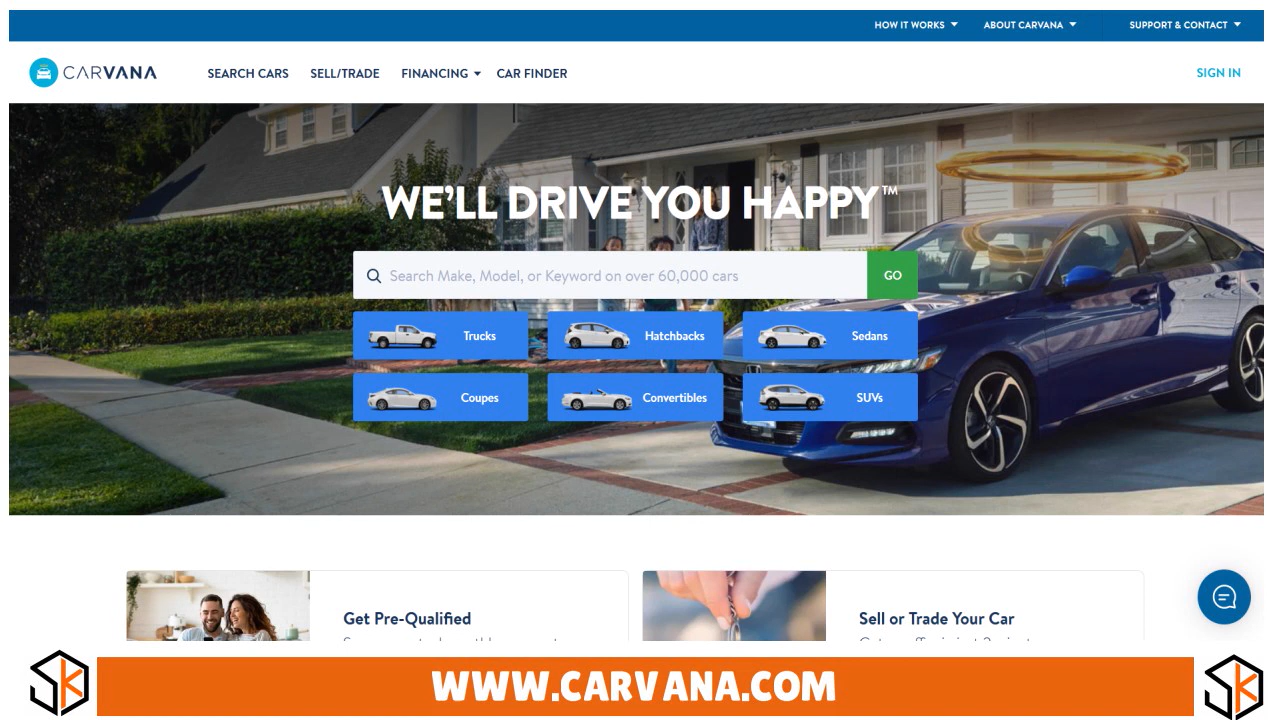 HOW IT WORKS ABOUT CARVANA SUPPORT & CONTACT
CARVANA SEARCH CARS SELL/TRADE FINANCING CAR FINDER SIGN IN
WE'LL DRIVE YOU HAPPY™
Search Make, Model, or Keyword on over 60,000 cars GO
Trucks Hatchbacks Sedans
Coupes Convertibles SUVs
Get Pre-Qualified Sell or Trade Your Car
WWW.CARVANA.COM